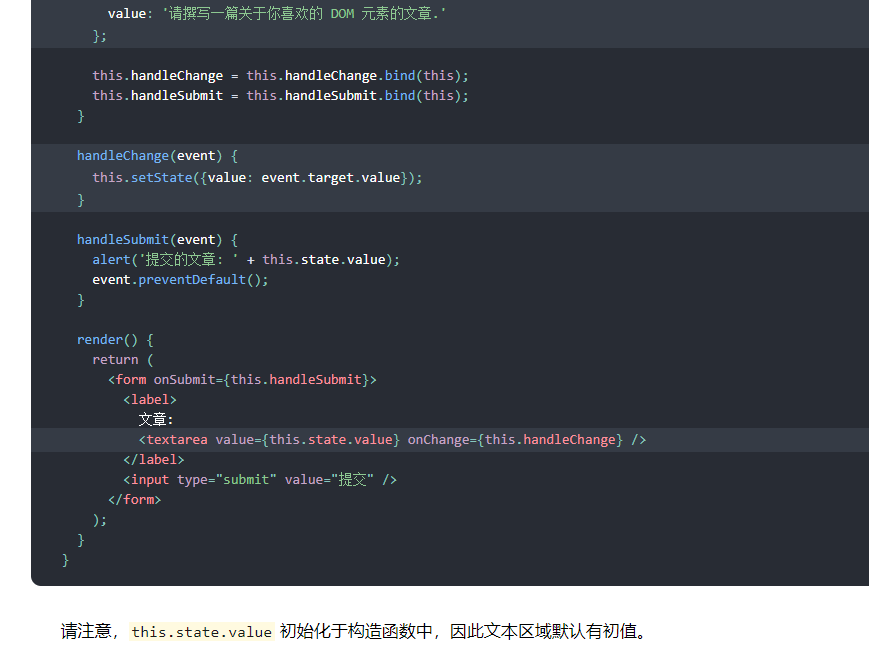 value: '请撰写一篇关于你喜欢的 DOM 元素的文章.'
};
this.handleChange = this.handleChange.bind(this);
this.handleSubmit = this.handleSubmit.bind(this);
}
handleChange(event) {
this.setState({value: event.target.value});
}
handleSubmit(event) {
alert('提交的文章: ' + this.state.value);
event.preventDefault();
}
render() {
return (
<form onSubmit={this.handleSubmit}>
<label>
文章:
<textarea value={this.state.value} onChange={this.handleChange} />
</label>
<input type="submit" value="提交" />
</form>
);
}
}
请注意，this.state.value 初始化于构造函数中，因此文本区域默认有初值。